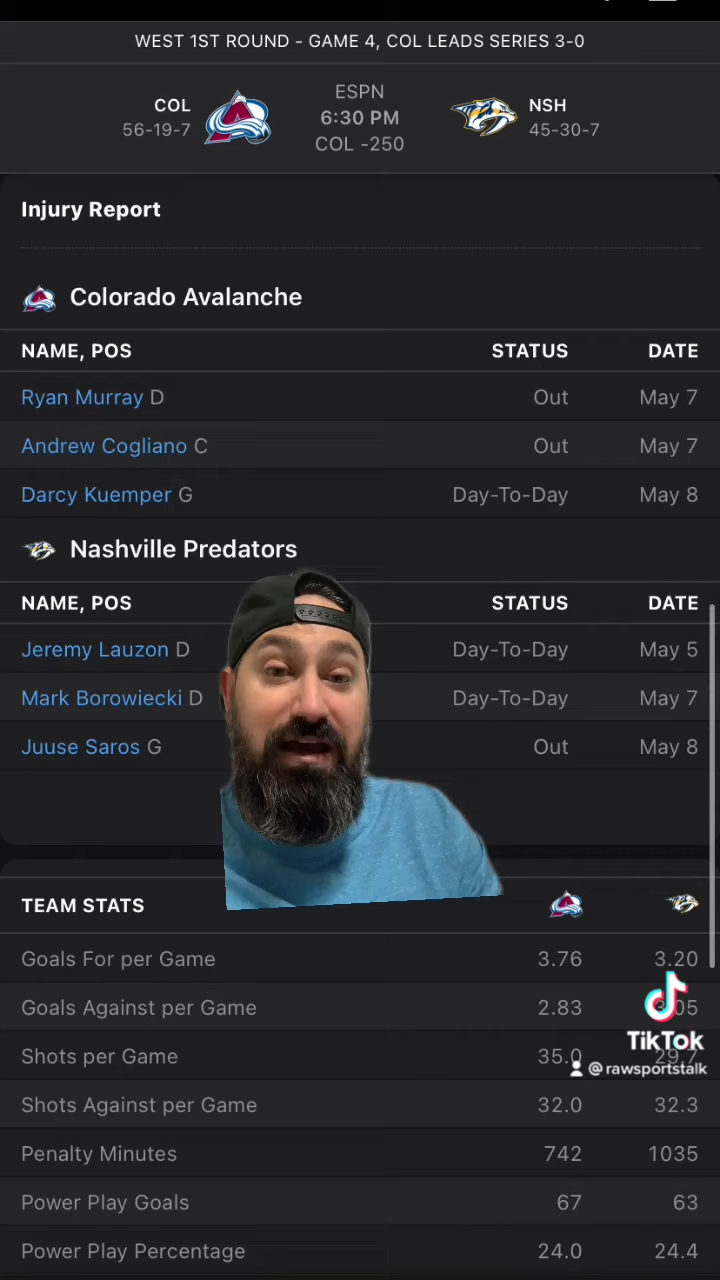 WEST 1ST ROUND - GAME 4, COL LEADS SERIES 3-0
COL
56-19-7
ESPN
6:30 PM
COL -250
NSH
45-30-7
Injury Report
Colorado Avalanche
NAME, POS STATUS DATE
Ryan Murray D Out May 7
Andrew Cogliano C Out May 7
Darcy Kuemper G Day-To-Day May 8
Nashville Predators
NAME, POS STATUS DATE
Jeremy Lauzon D Day-To-Day May 5
Mark Borowiecki D Day-To-Day May 7
Juuse Saros G Out May 8
TEAM STATS
Goals For per Game 3.76 3.20
Goals Against per Game 2.83
Shots per Game 35.0 29.7
Shots Against per Game 32.0 32.3
Penalty Minutes 742 1035
Power Play Goals 67 63
Power Play Percentage 24.0 24.4
TikTok
@rawsportstalk